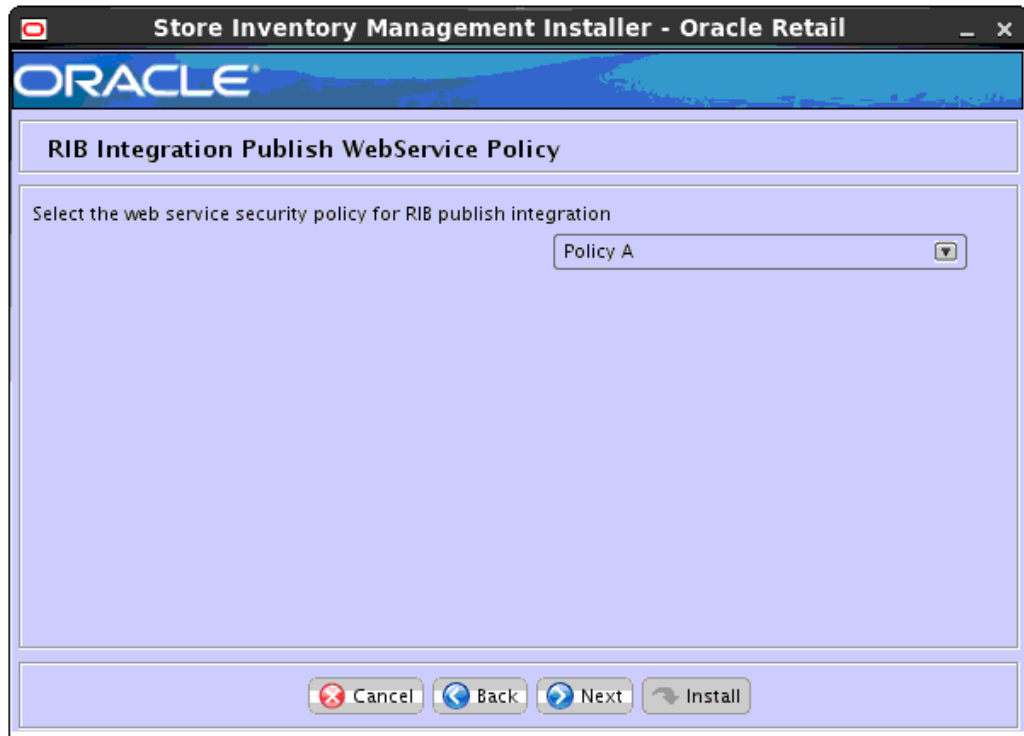 Store Inventory Management Installer - Oracle Retail
ORACLE
RIB Integration Publish WebService Policy
Select the web service security policy for RIB publish integration
Policy A
Cancel Back Next Install